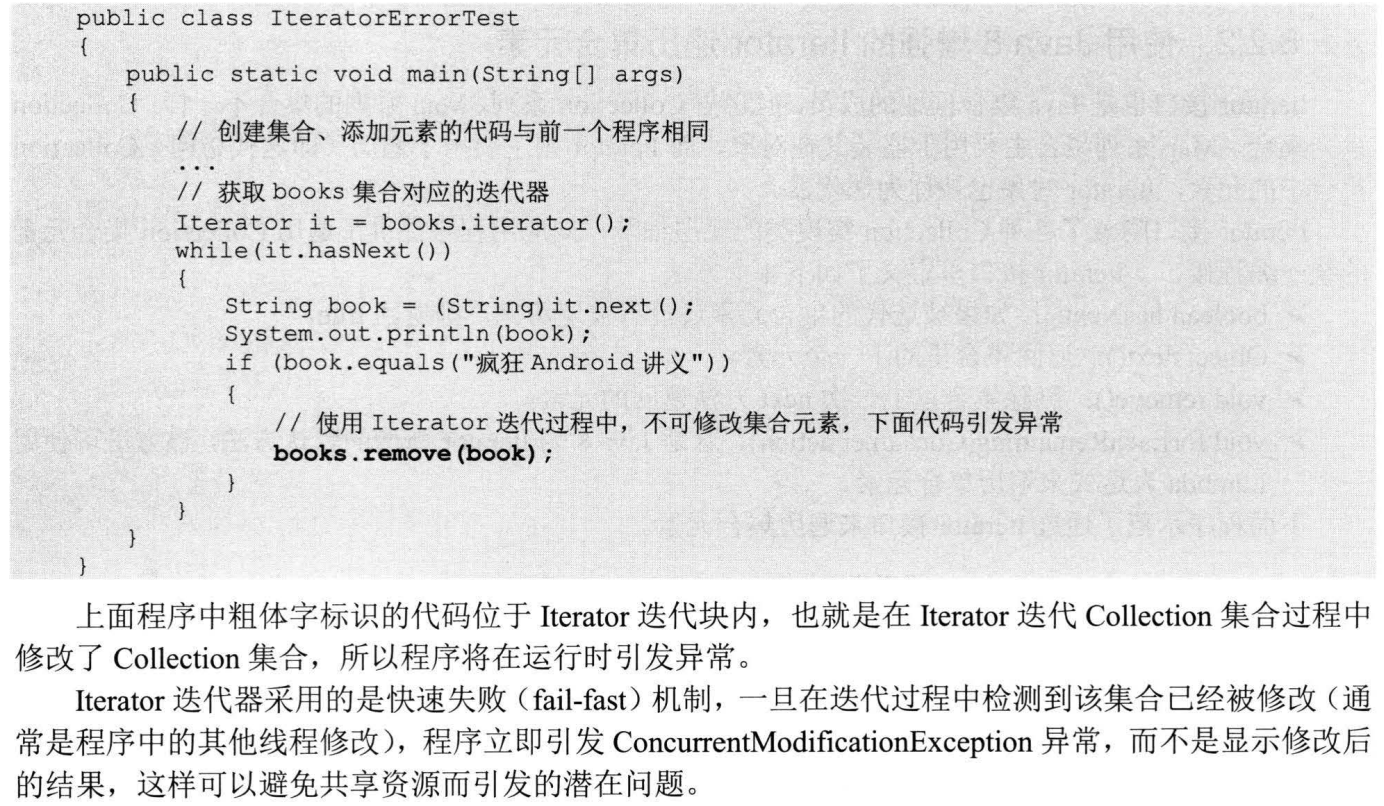 public class IteratorErrorTest
{
public static void main(String[] args)
{
// 创建集合、添加元素的代码与前一个程序相同
...
// 获取 books 集合对应的迭代器
Iterator it = books.iterator();
while(it.hasNext())
{
String book = (String)it.next();
System.out.println(book);
if (book.equals("疯狂 Android 讲义"))
{
// 使用 Iterator 迭代过程中，不可修改集合元素，下面代码引发异常
books.remove(book);
}
}
}
}
上面程序中粗体字标识的代码位于 Iterator 迭代块内，也就是在 Iterator 迭代 Collection 集合过程中
修改了 Collection 集合，所以程序将在运行时引发异常。
Iterator 迭代器采用的是快速失败（fail-fast）机制，一旦在迭代过程中检测到该集合已经被修改（通
常是程序中的其他线程修改），程序立即引发 ConcurrentModificationException 异常，而不是显示修改后
的结果，这样可以避免共享资源而引发的潜在问题。